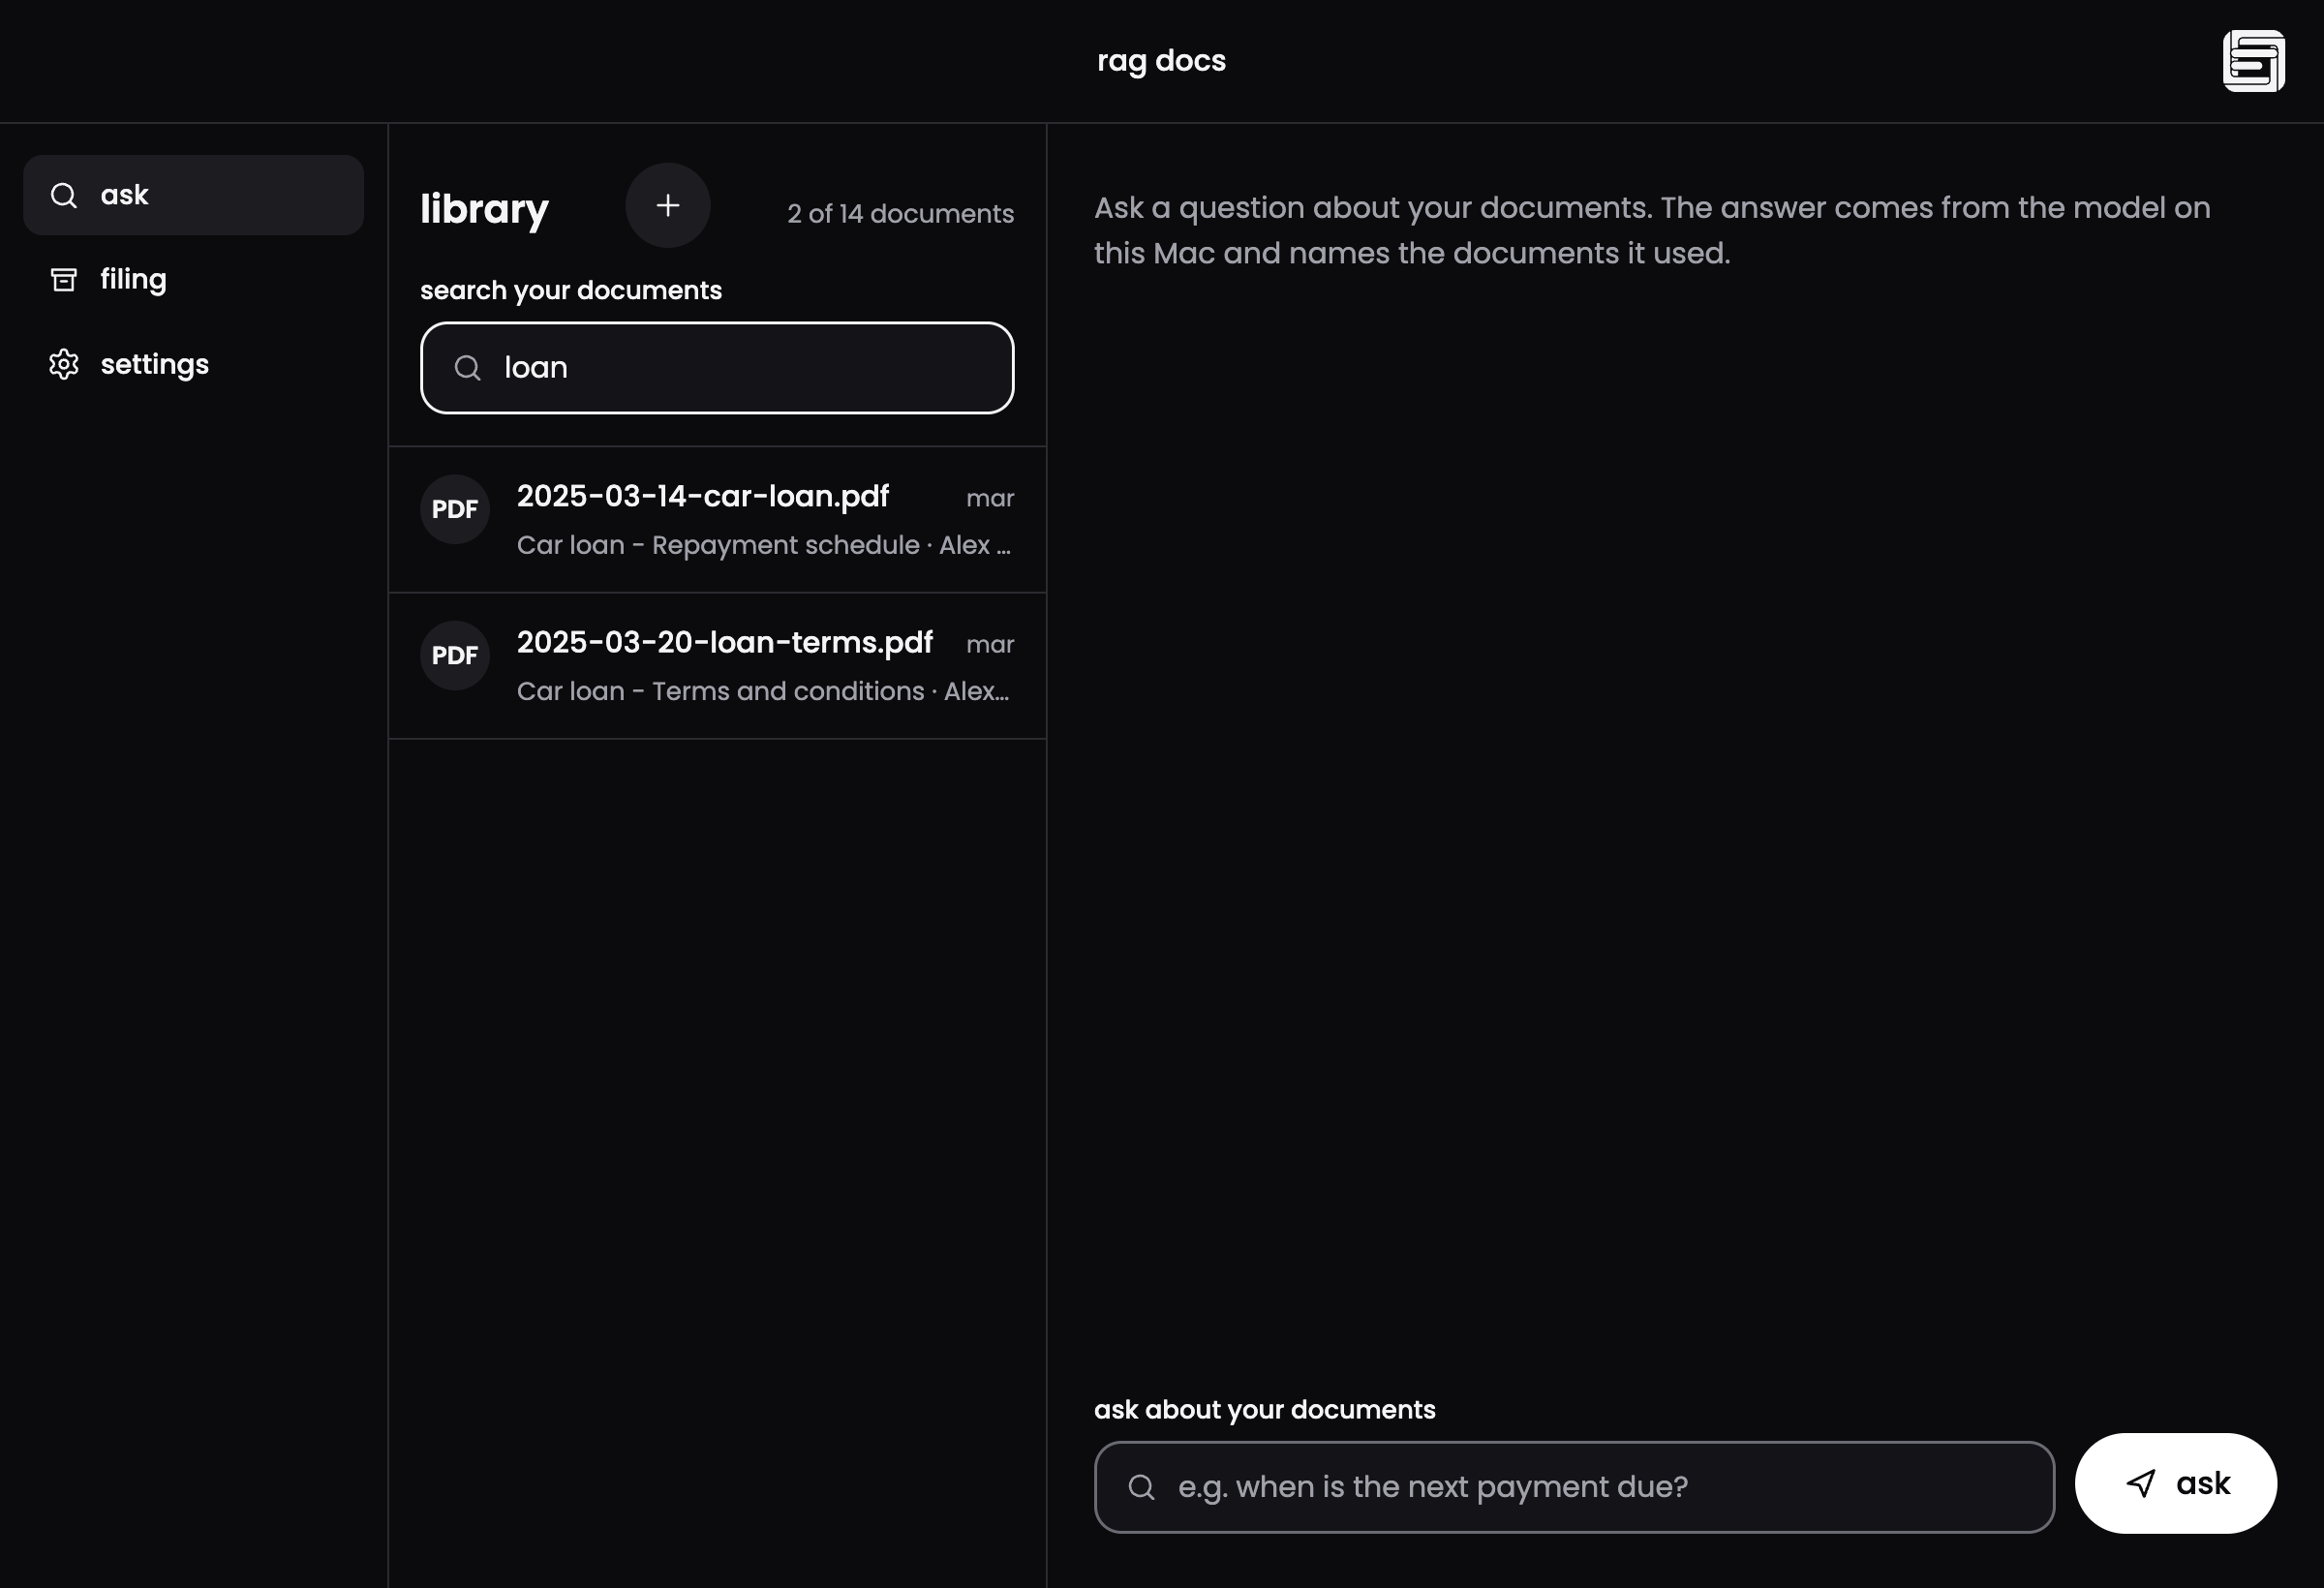 rag docs
ask
filing
settings
library
2 of 14 documents
search your documents
loan
PDF
2025-03-14-car-loan.pdf
mar
Car loan - Repayment schedule · Alex ...
PDF
2025-03-20-loan-terms.pdf
mar
Car loan - Terms and conditions · Alex...
Ask a question about your documents. The answer comes from the model on
this Mac and names the documents it used.
ask about your documents
e.g. when is the next payment due?
ask